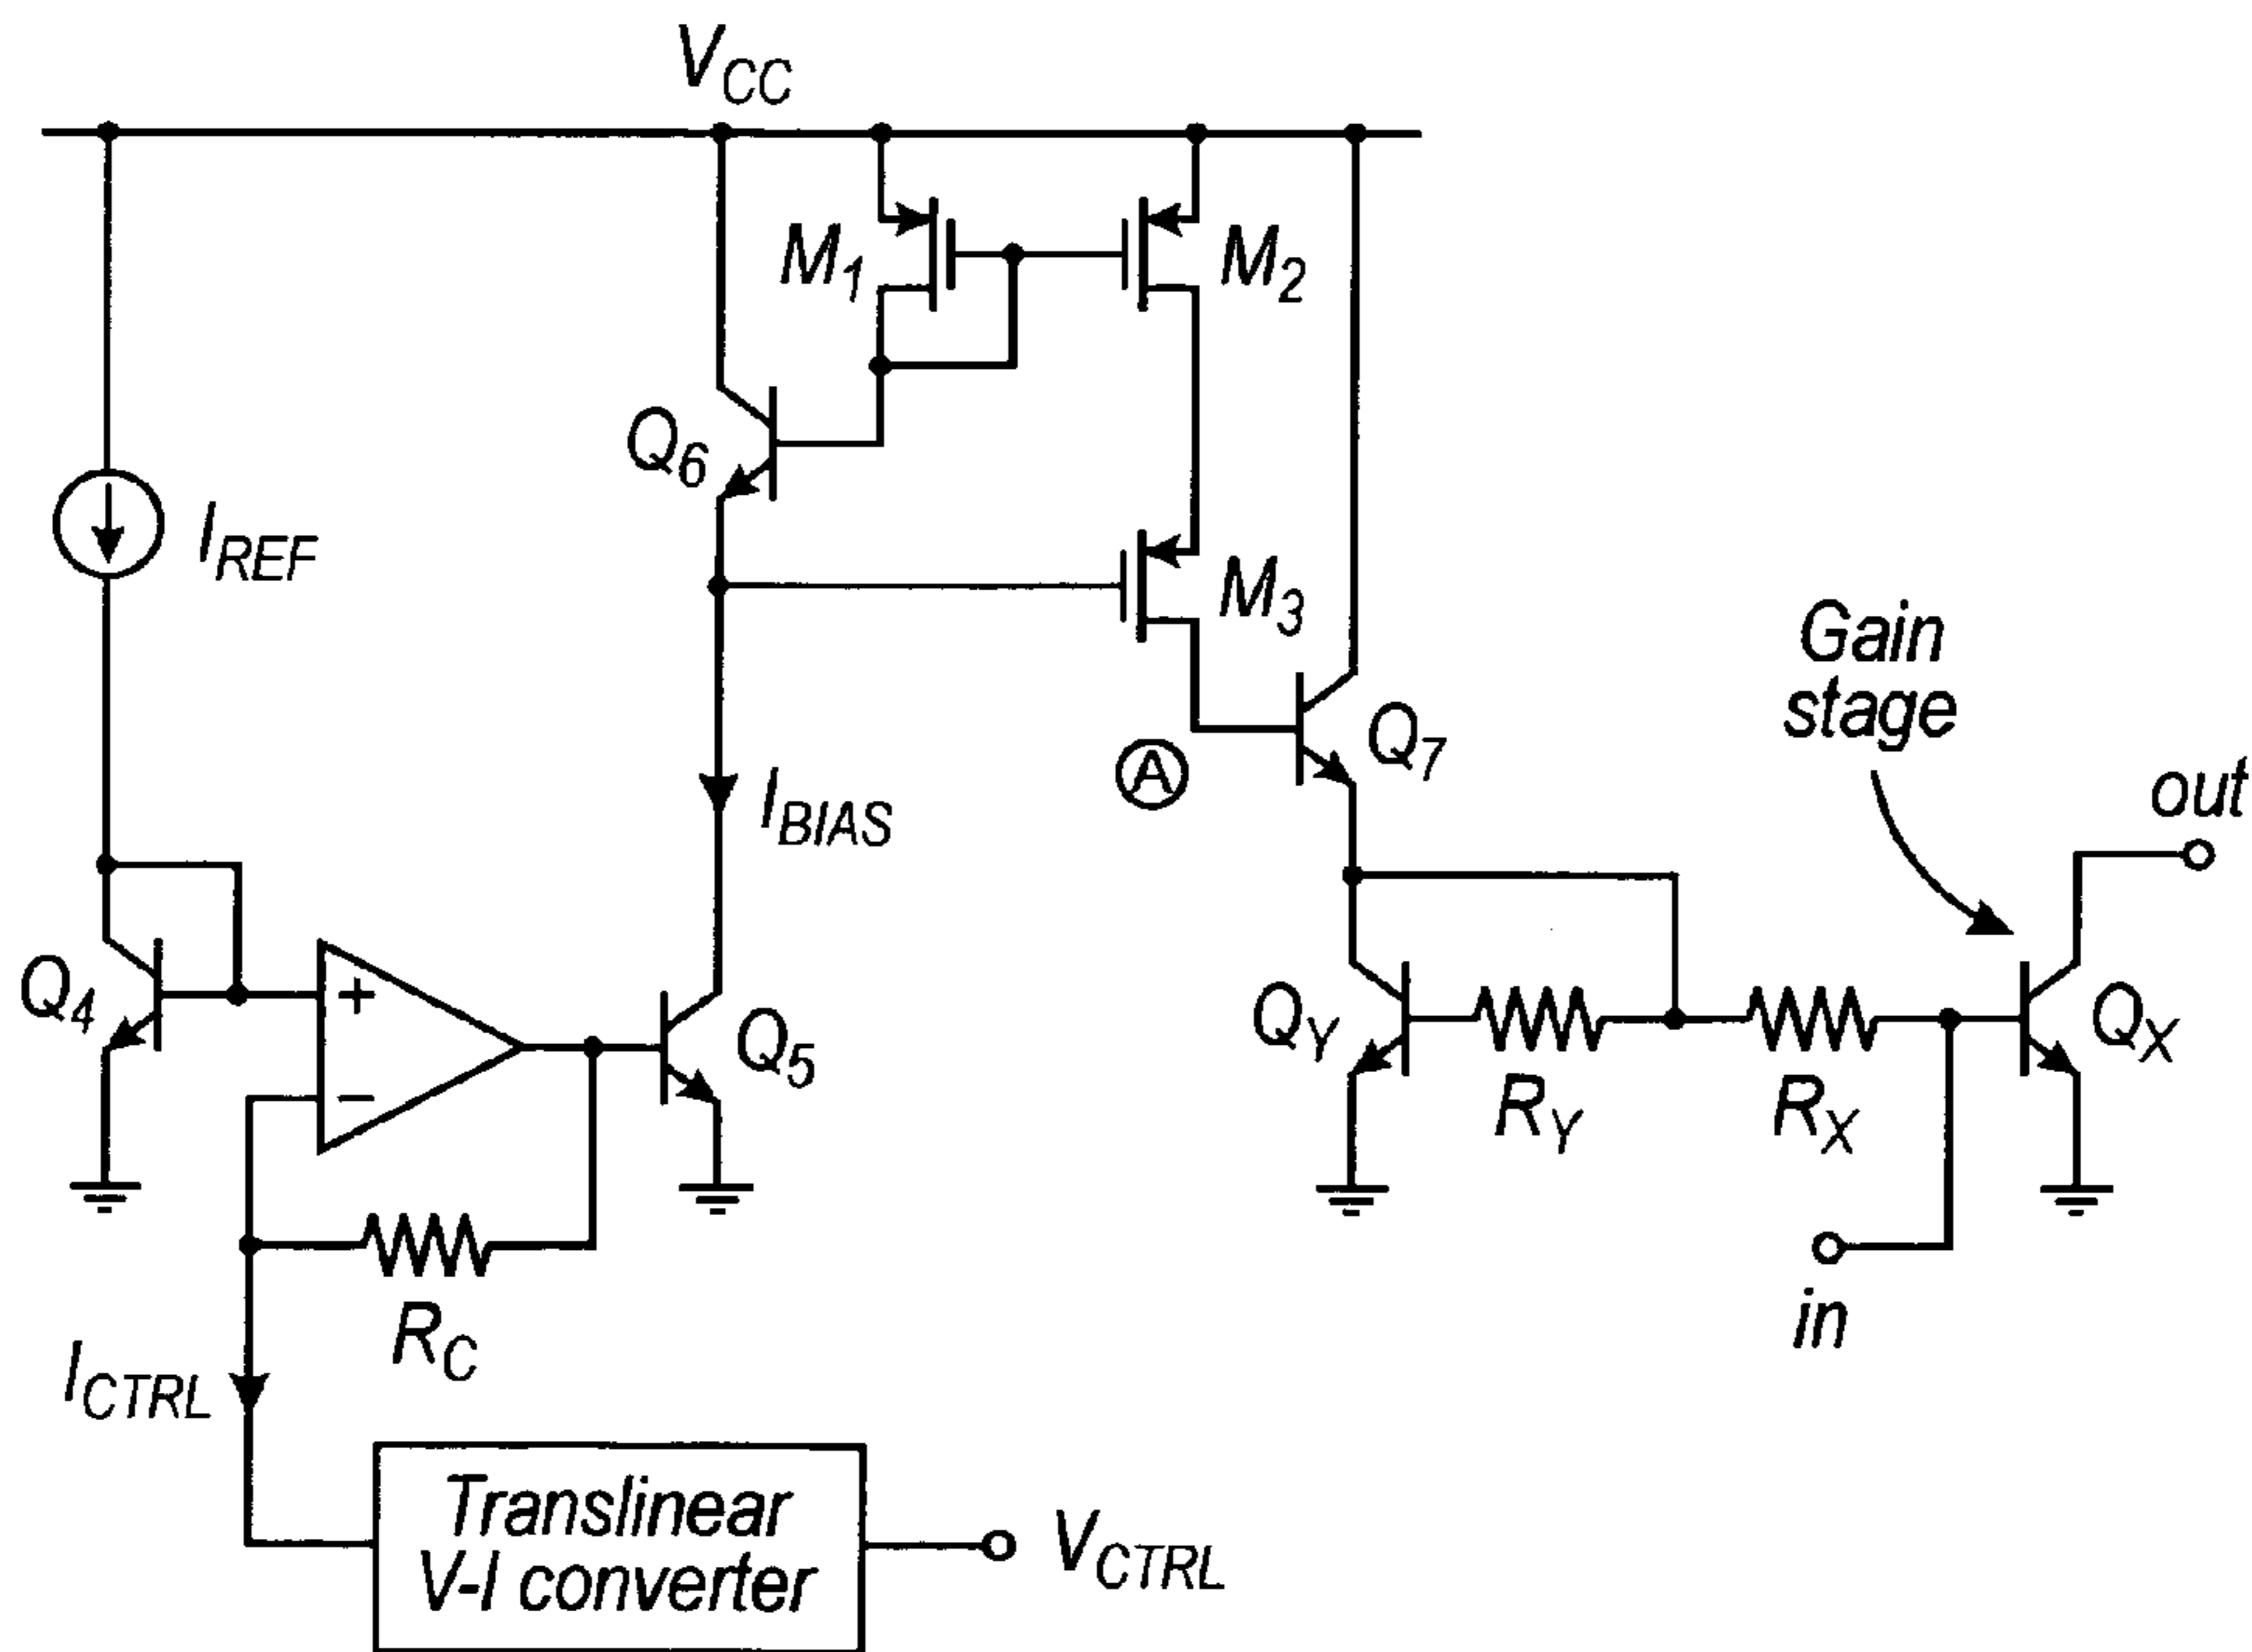 V_CC
M_1
M_2
Q_6
I_REF
M_3
Gain
stage
Q_7
A
out
I_BIAS
Q_4
+
−
Q_5
Q_Y
Q_X
R_Y
R_X
R_C
in
I_CTRL
Translinear
V-I converter
V_CTRL